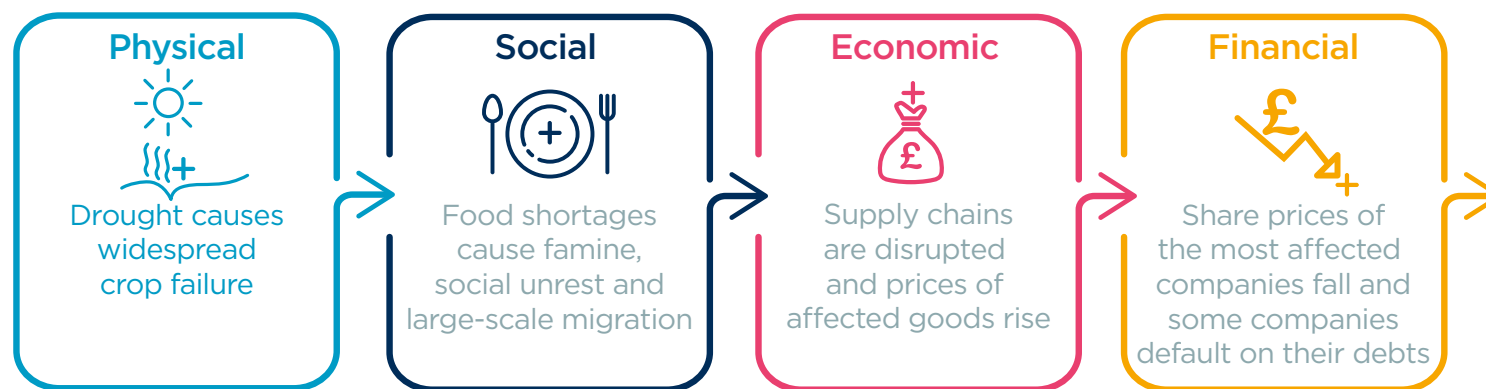 Physical
Drought causes
widespread
crop failure
Social
Food shortages
cause famine,
social unrest and
large-scale migration
Economic
£
Supply chains
are disrupted
and prices of
affected goods rise
Financial
£
Share prices of
the most affected
companies fall and
some companies
default on their debts